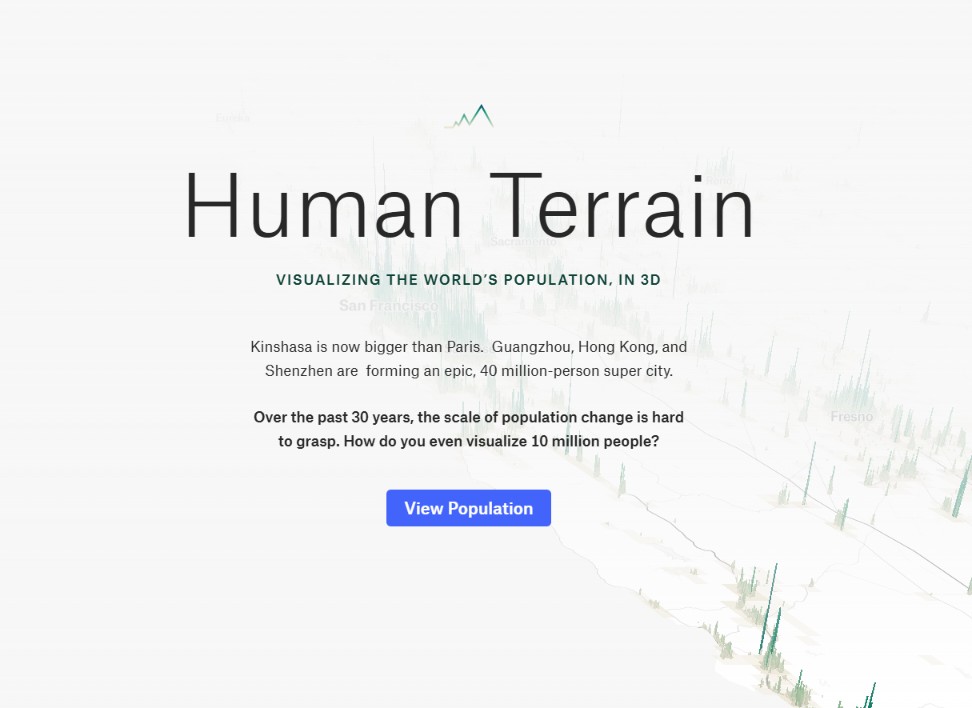 Eureka
Human Terrain
Sacramento
VISUALIZING THE WORLD'S POPULATION, IN 3D
San Francisco
Kinshasa is now bigger than Paris.  Guangzhou, Hong Kong, and
Shenzhen are  forming an epic, 40 million-person super city.
Over the past 30 years, the scale of population change is hard
Fresno
to grasp. How do you even visualize 10 million people?
View Population